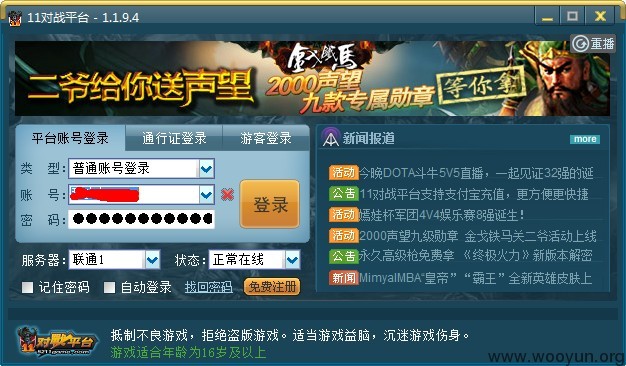 11对战平台 - 1.1.9.4
重播
二爷给你送声望
金戈鐵馬
2000声望
九款专属勋章
等你拿
平台账号登录
通行证登录
游客登录
类 型:
普通账号登录
账 号:
密 码:
登录
服务器:
联通1
状态:
正常在线
记住密码
自动登录
找回密码
免费注册
新闻报道
more
活动 今晚DOTA斗牛5V5直播，一起见证32强的诞
公告 11对战平台支持支付宝充值，更方便更快捷
活动 嫣娃杯军团4V4娱乐赛8强诞生!
活动 2000声望九级勋章 金戈铁马关二爷活动上线
公告 永久高级枪免费拿 《终极火力》新版本解密
新闻 MimyalMBA“皇帝”“霸王”全新英雄皮肤上
11对戰平台
5211game.com
抵制不良游戏，拒绝盗版游戏。适当游戏益脑，沉迷游戏伤身。
游戏适合年龄为16岁及以上
www.wooyun.org